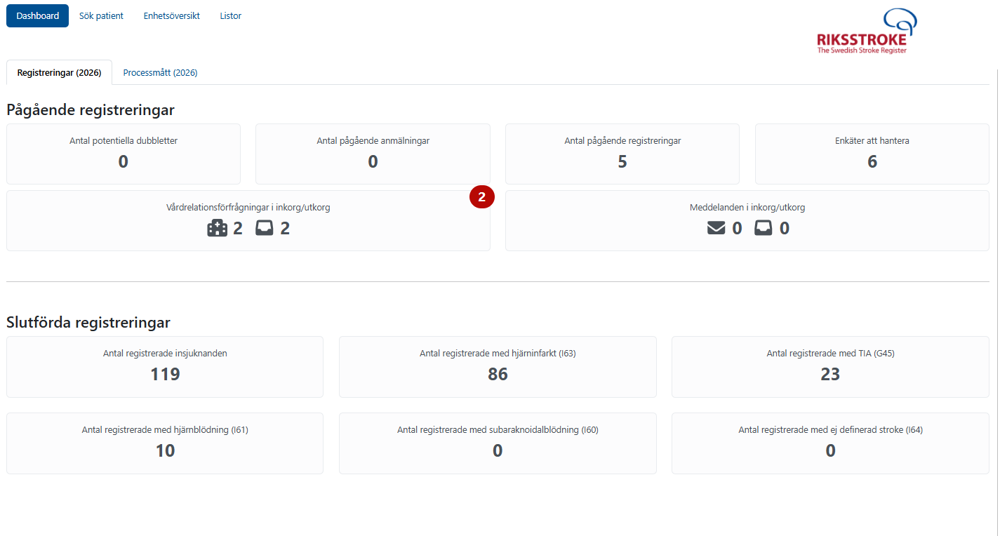 Dashboard Sök patient Enhetsöversikt Listor
RIKSSTROKE
The Swedish Stroke Register
Registreringar (2026) Processmått (2026)
Pågående registreringar
Antal potentiella dubbletter
0
Antal pågående anmälningar
0
Antal pågående registreringar
5
Enkäter att hantera
6
2
Vårdrelationsförfrågningar i inkorg/utkorg
2 2
Meddelanden i inkorg/utkorg
0 0
Slutförda registreringar
Antal registrerade insjuknanden
119
Antal registrerade med hjärninfarkt (I63)
86
Antal registrerade med TIA (G45)
23
Antal registrerade med hjärnblödning (I61)
10
Antal registrerade med subaraknoidalblödning (I60)
0
Antal registrerade med ej definerad stroke (I64)
0